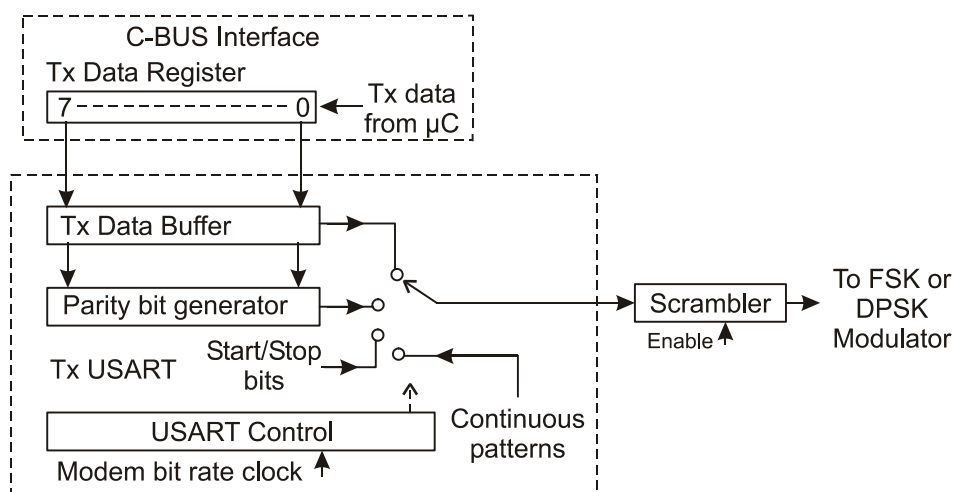 C-BUS Interface
Tx Data Register
7 0
Tx data
from µC
Tx Data Buffer
Parity bit generator
Tx USART
Start/Stop
bits
USART Control
Modem bit rate clock
Continuous
patterns
Scrambler
Enable
To FSK or
DPSK
Modulator